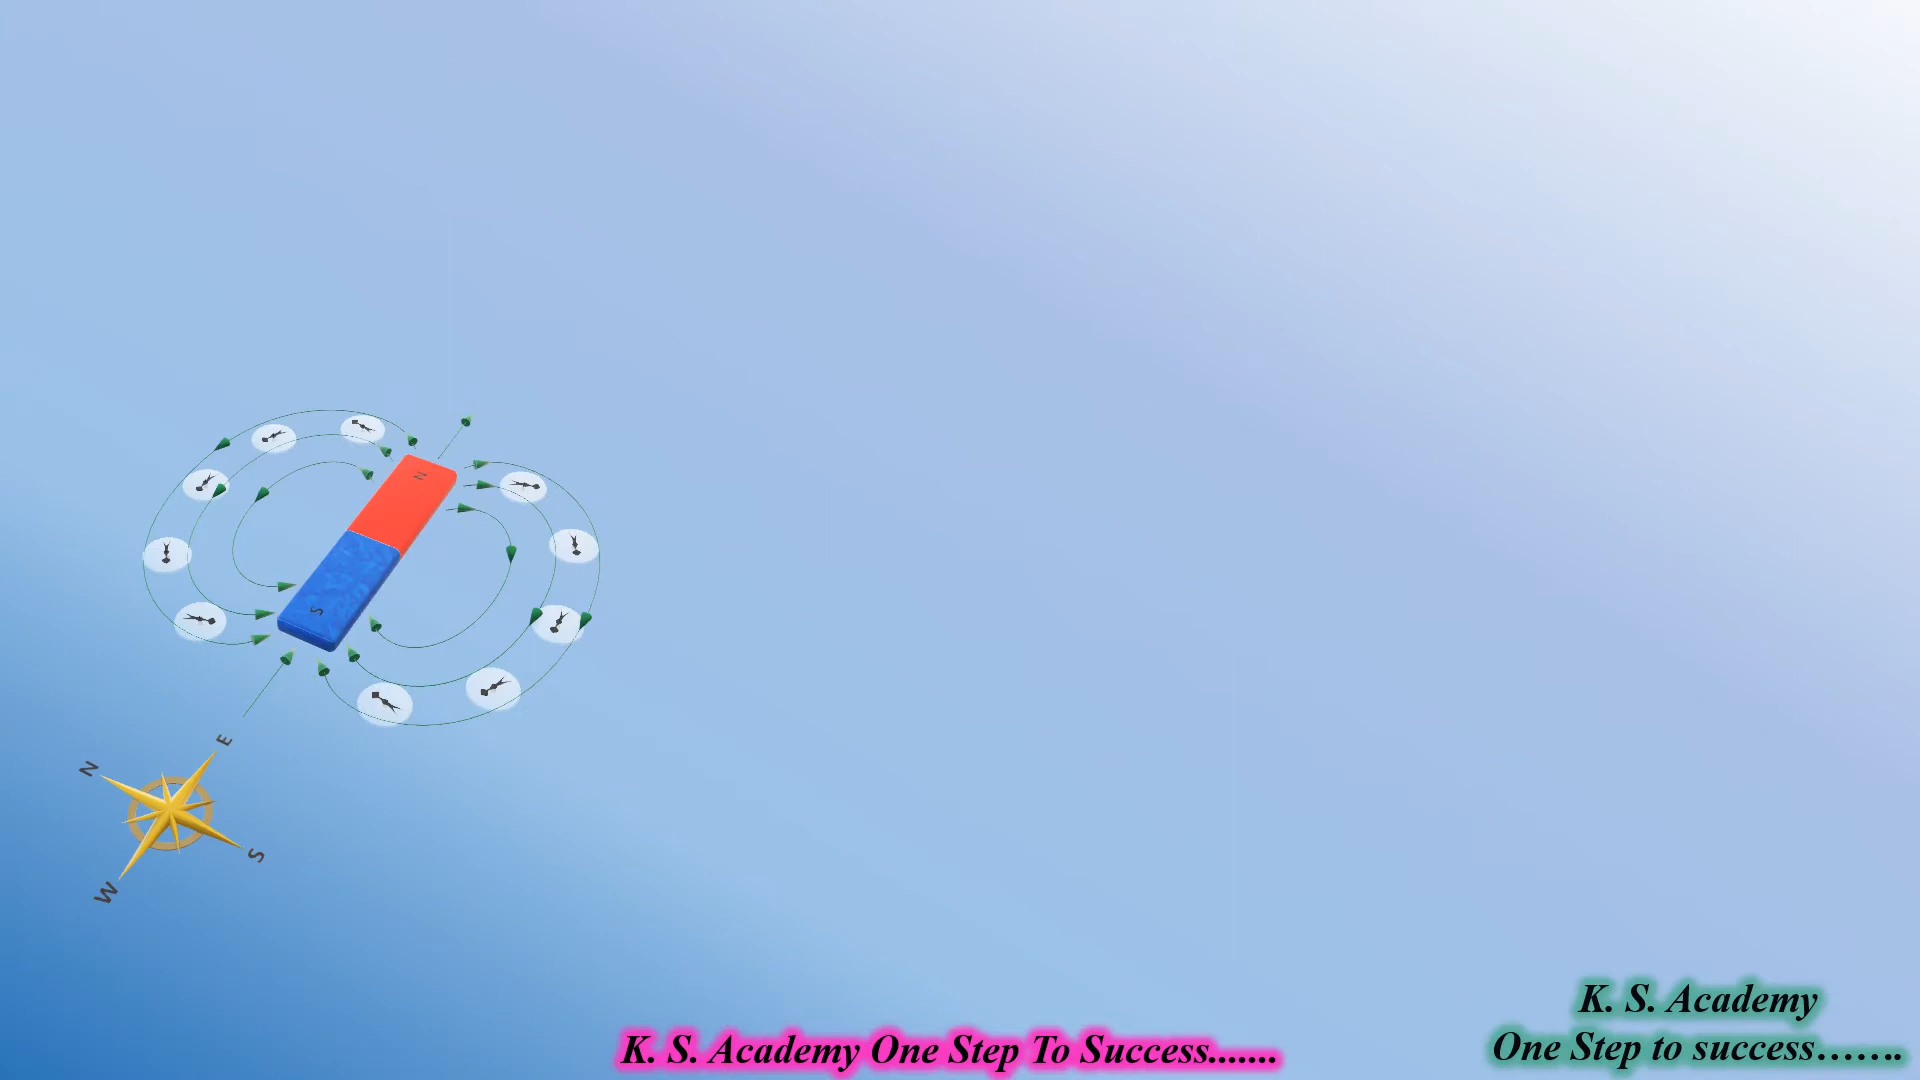 N
S
E
N
S
W
K. S. Academy
One Step to success.......
K. S. Academy One Step To Success.......